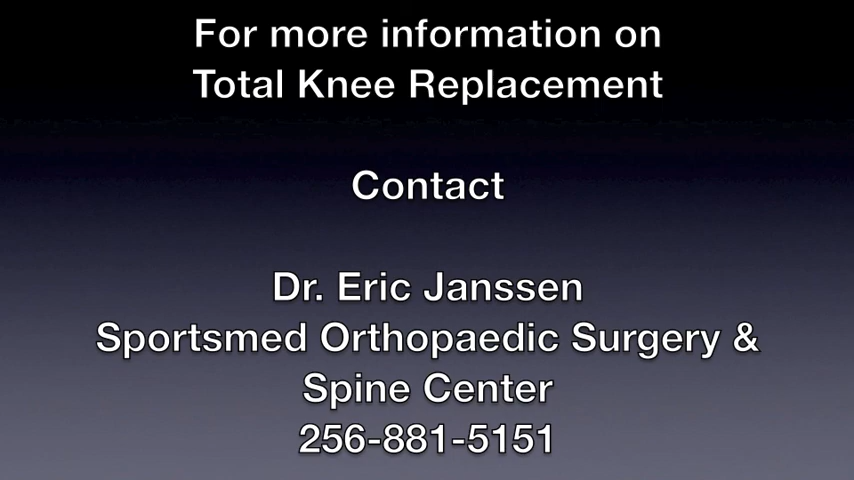 For more information on
Total Knee Replacement
Contact
Dr. Eric Janssen
Sportsmed Orthopaedic Surgery &
Spine Center
256-881-5151